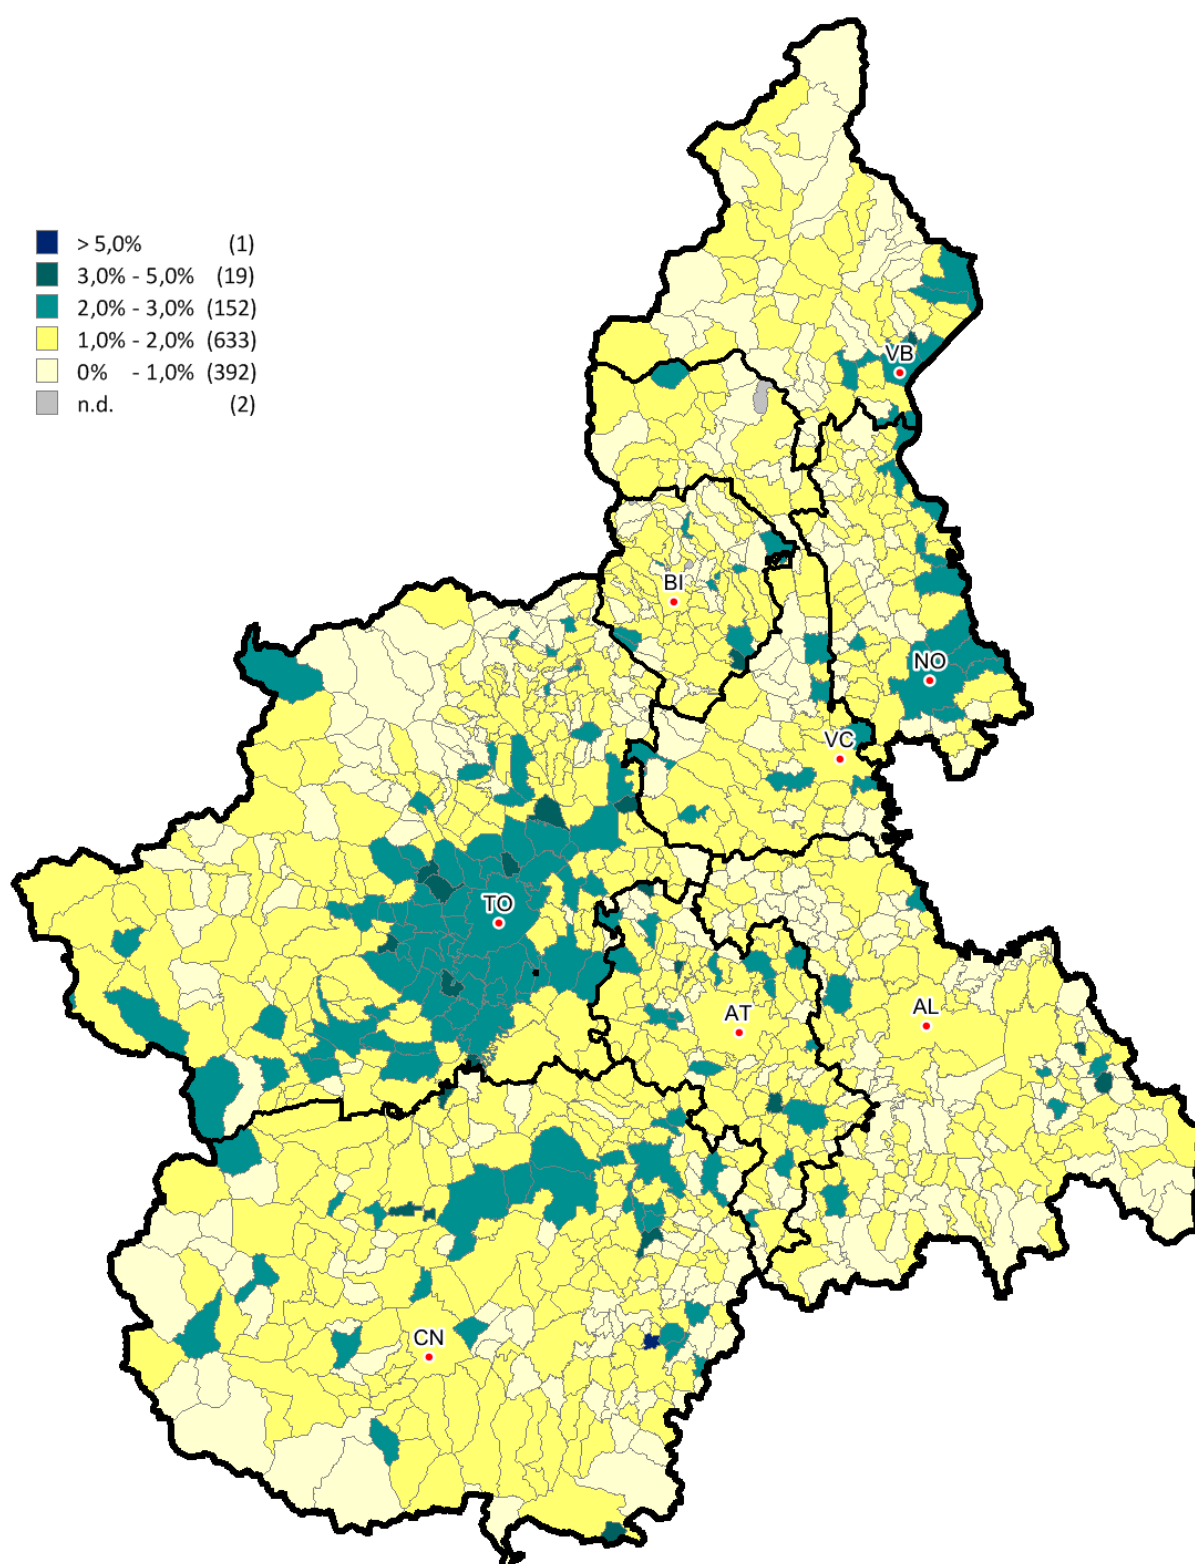 > 5,0% (1)
3,0% - 5,0% (19)
2,0% - 3,0% (152)
1,0% - 2,0% (633)
0% - 1,0% (392)
n.d. (2)
VB
BI
NO
VC
TO
AT
AL
CN